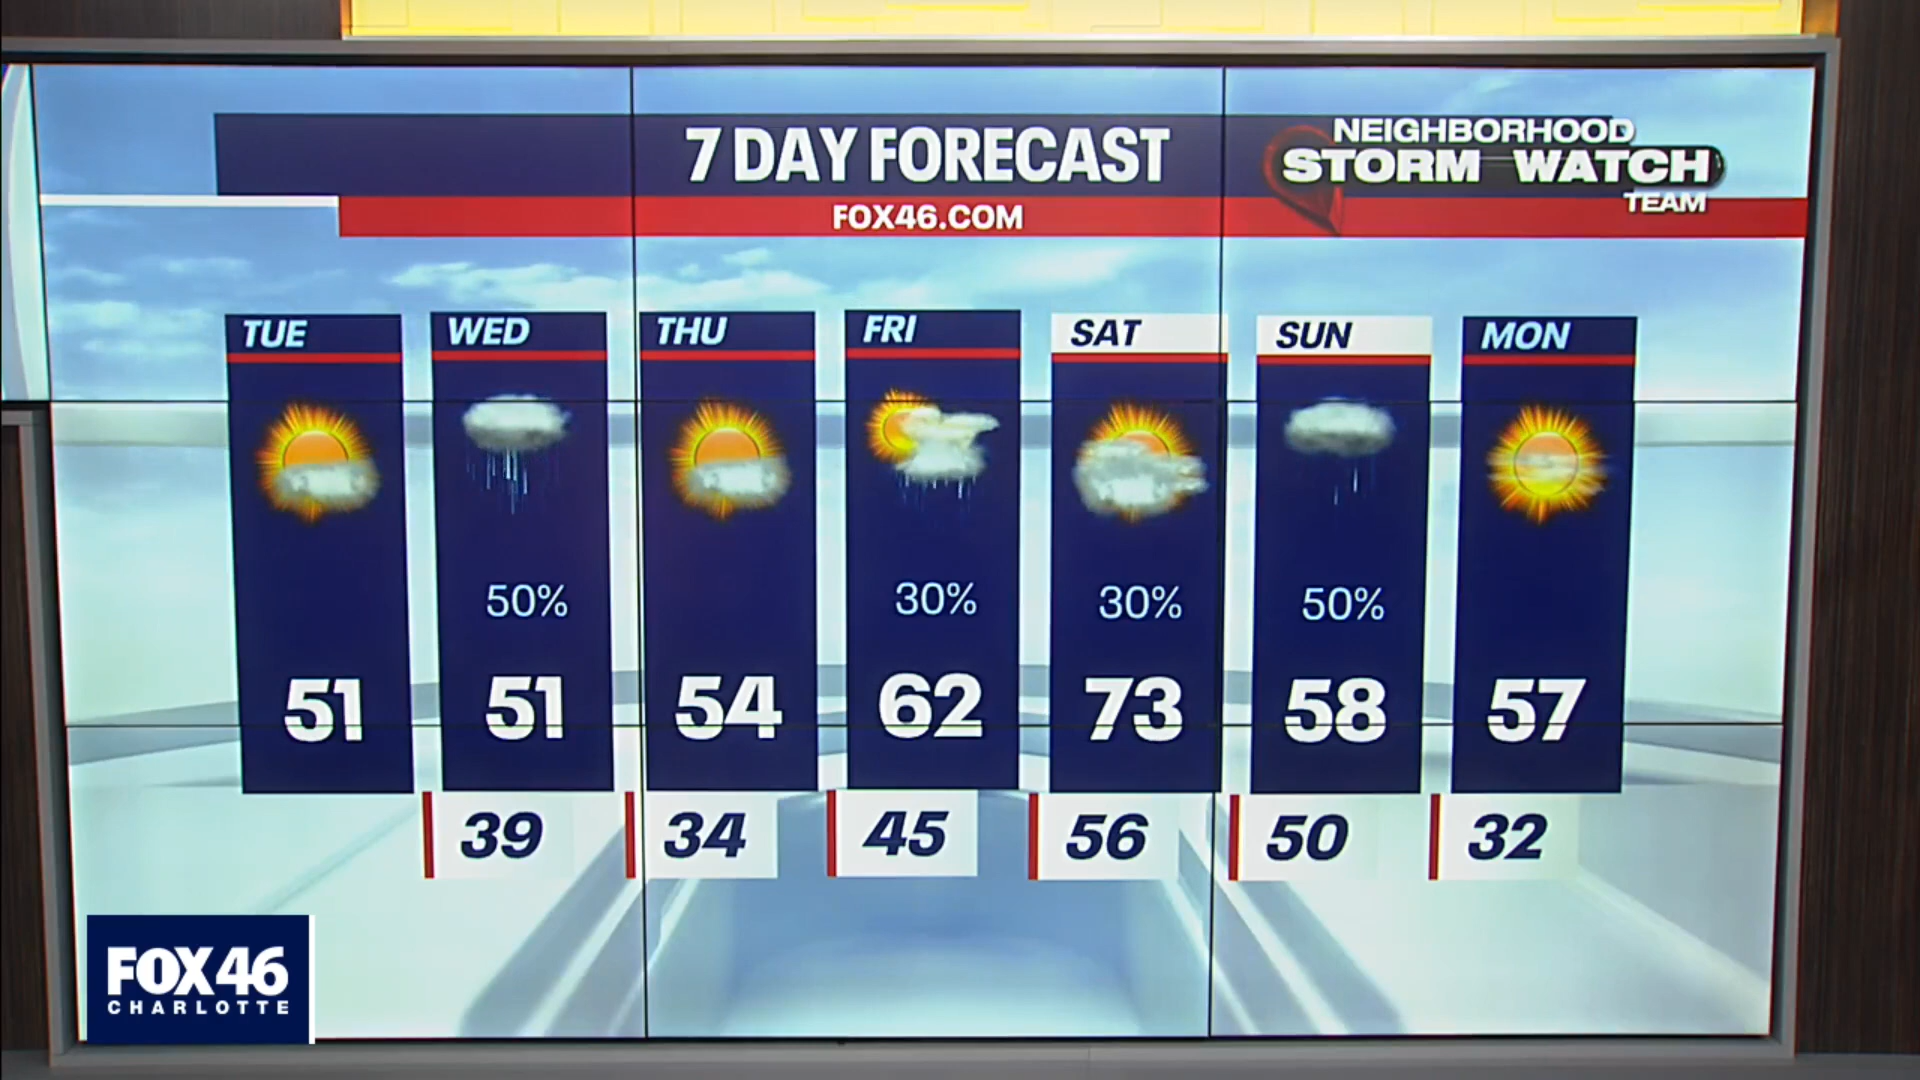 7 DAY FORECAST
NEIGHBORHOOD
STORM WATCH
TEAM
FOX46.COM
TUE WED THU FRI SAT SUN MON
50% 30% 30% 50%
51 51 54 62 73 58 57
39 34 45 56 50 32
FOX46
CHARLOTTE